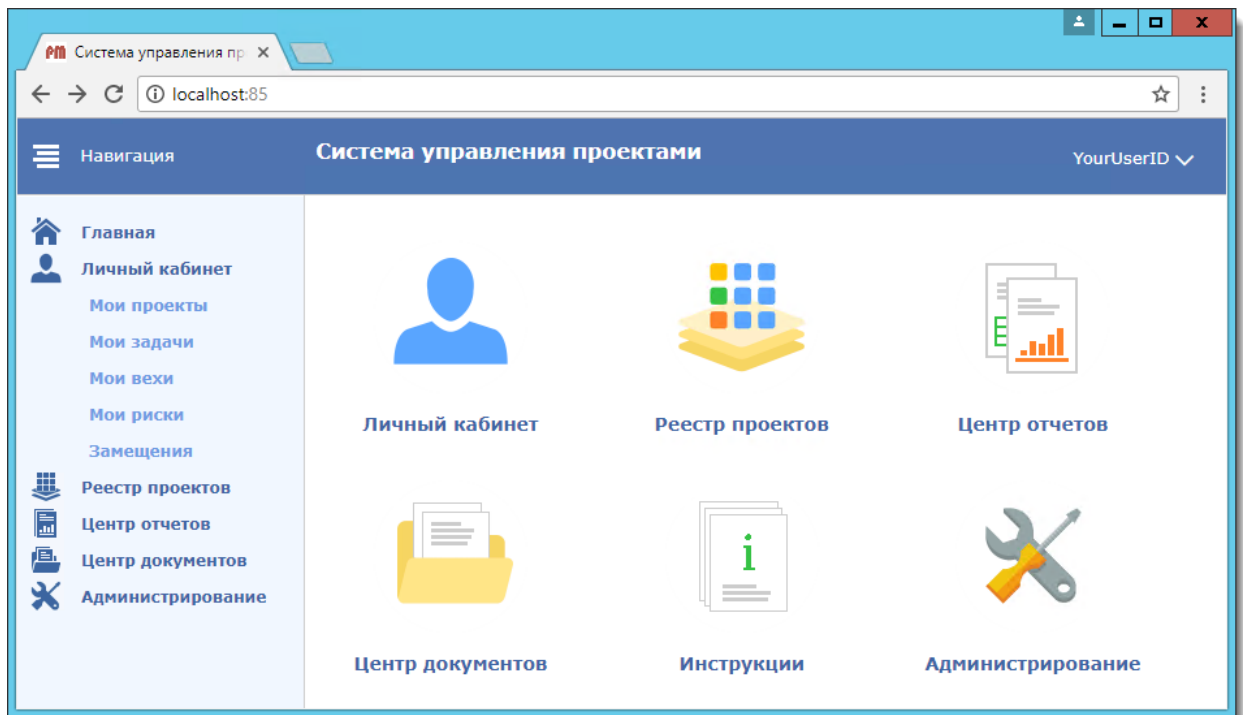 Система управления пр
localhost:85
Навигация
Система управления проектами
YourUserID
Главная
Личный кабинет
Мои проекты
Мои задачи
Мои вехи
Мои риски
Замещения
Реестр проектов
Центр отчетов
Центр документов
Администрирование
Личный кабинет
Реестр проектов
Центр отчетов
Центр документов
Инструкции
Администрирование